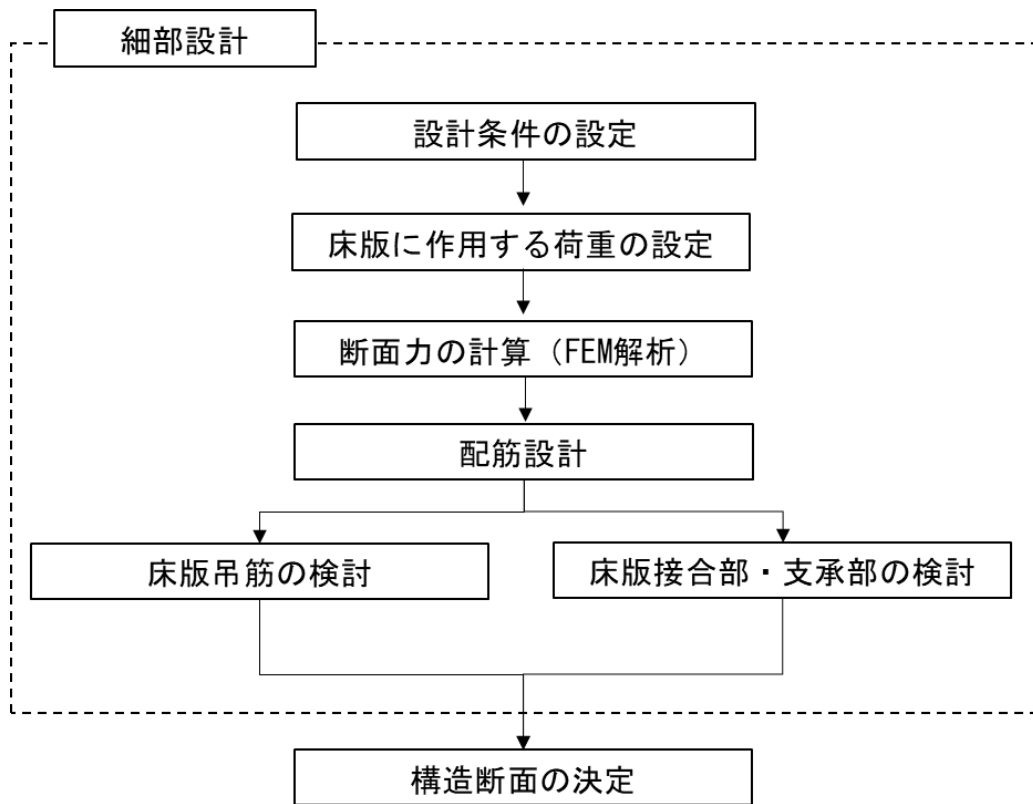 細部設計
設計条件の設定
床版に作用する荷重の設定
断面力の計算（FEM解析）
配筋設計
床版吊筋の検討
床版接合部・支承部の検討
構造断面の決定